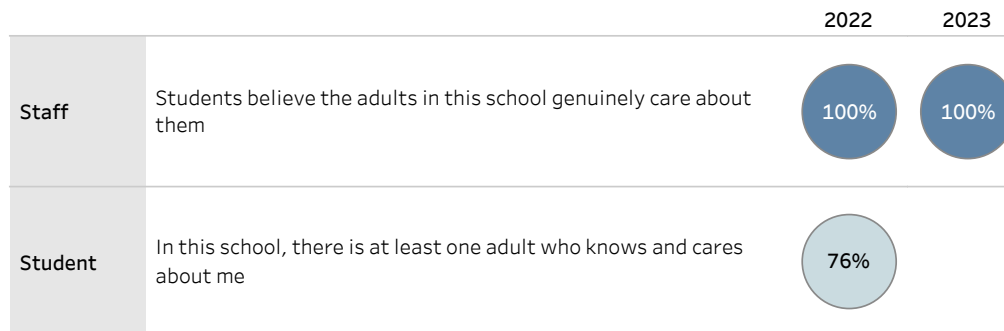 2022 2023
Staff
Students believe the adults in this school genuinely care about
them
100% 100%
Student
In this school, there is at least one adult who knows and cares
about me
76%